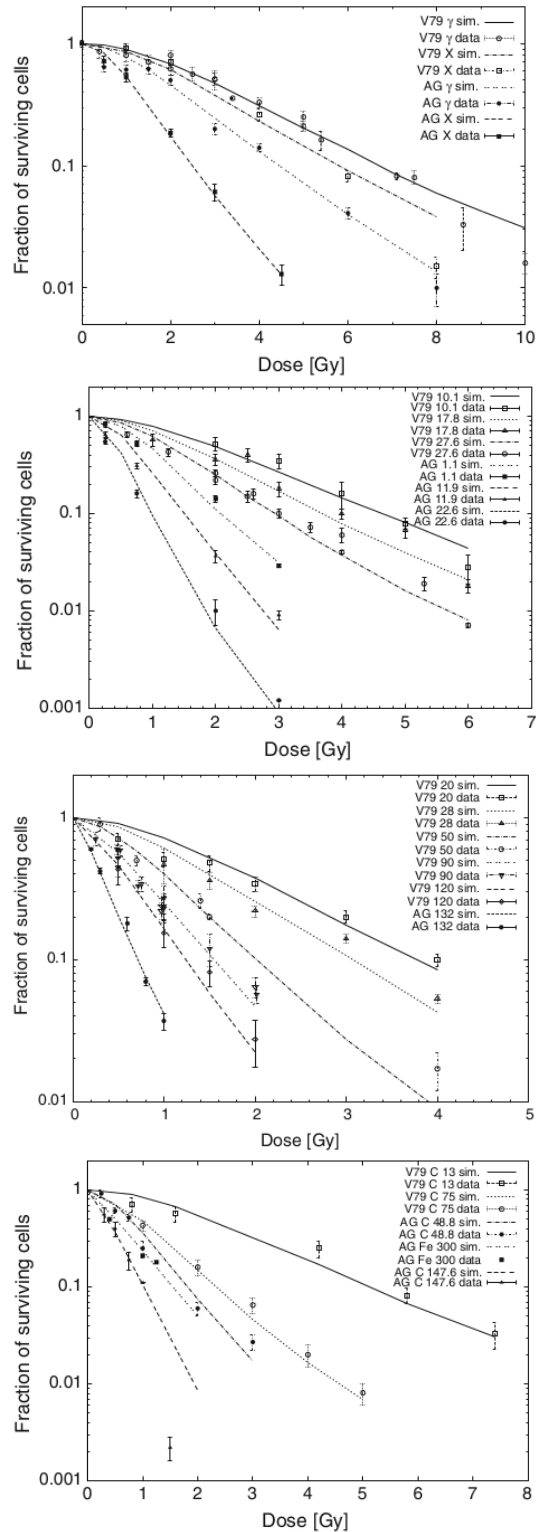 V79 γ sim.
V79 γ data
V79 X sim.
V79 X data
AG γ sim.
AG γ data
AG X sim.
AG X data
1
0.1
0.01
Fraction of surviving cells
0 2 4 6 8 10
Dose [Gy]
V79 10.1 sim.
V79 10.1 data
V79 17.8 sim.
V79 17.8 data
V79 27.6 sim.
V79 27.6 data
AG 1.1 sim.
AG 1.1 data
AG 11.9 sim.
AG 11.9 data
AG 22.6 sim.
AG 22.6 data
1
0.1
0.01
0.001
Fraction of surviving cells
0 1 2 3 4 5 6 7
Dose [Gy]
V79 20 sim.
V79 20 data
V79 28 sim.
V79 28 data
V79 50 sim.
V79 50 data
V79 90 sim.
V79 90 data
V79 120 sim.
V79 120 data
AG 132 sim.
AG 132 data
1
0.1
0.01
Fraction of surviving cells
0 1 2 3 4 5
Dose [Gy]
V79 C 13 sim.
V79 C 13 data
V79 C 75 sim.
V79 C 75 data
AG C 48.8 sim.
AG C 48.8 data
AG Fe 300 sim.
AG Fe 300 data
AG C 147.6 sim.
AG C 147.6 data
1
0.1
0.01
0.001
Fraction of surviving cells
0 1 2 3 4 5 6 7 8
Dose [Gy]